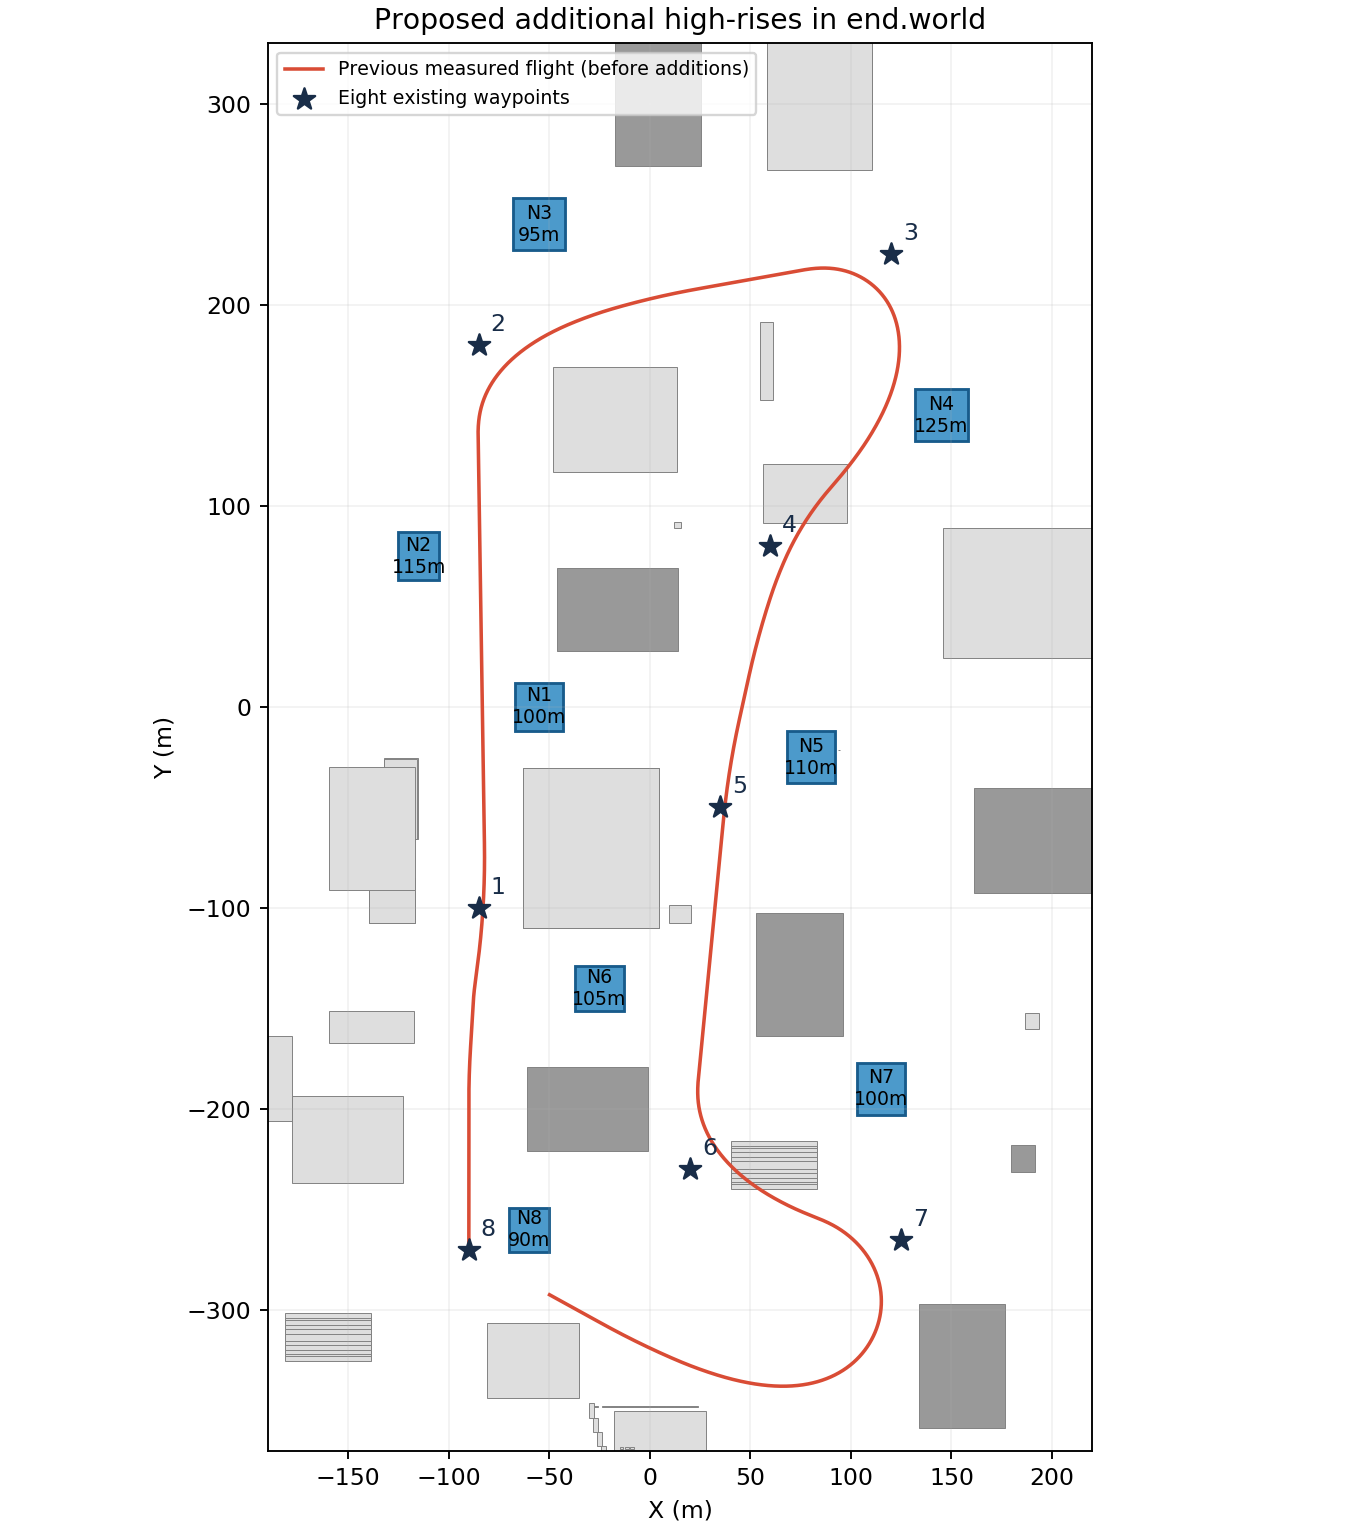 Proposed additional high-rises in end.world
Previous measured flight (before additions)
Eight existing waypoints
300
200
100
0
−100
−200
−300
Y (m)
N3
95m
3
2
N4
125m
4
N2
115m
N1
100m
N5
110m
5
1
N6
105m
N7
100m
6
7
N8
90m
8
−150
−100
−50
0
50
100
150
200
X (m)